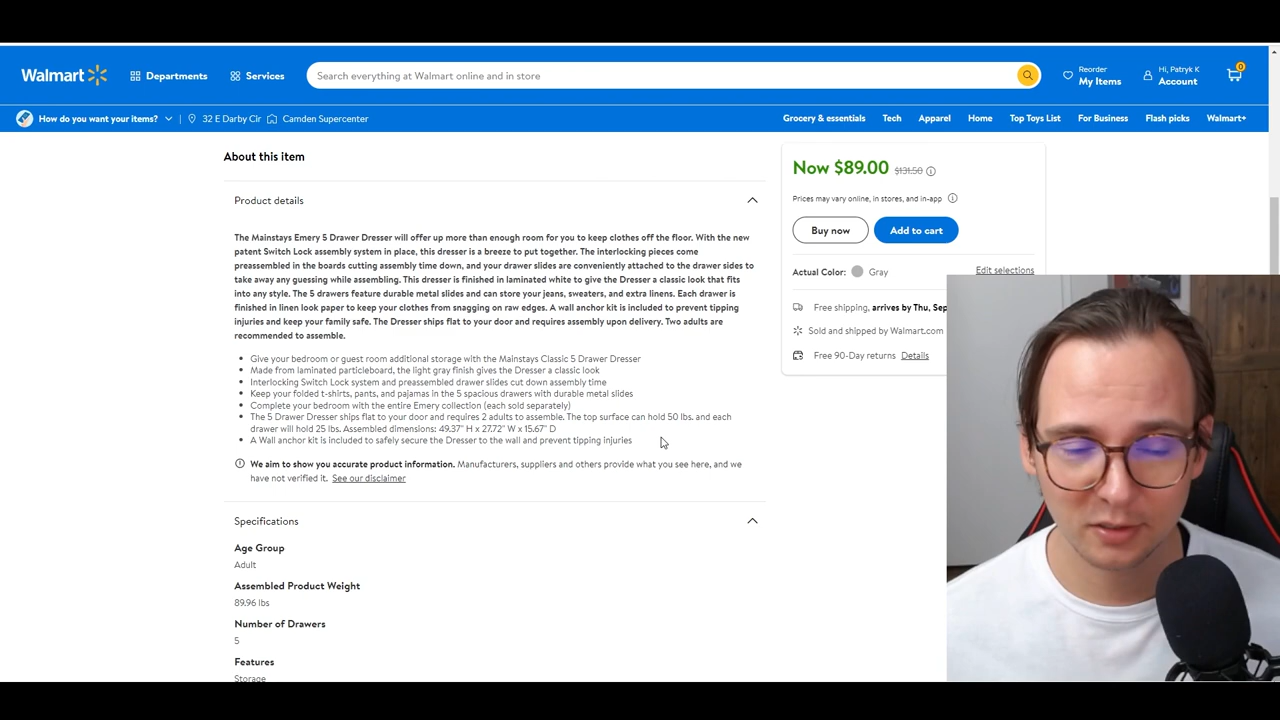 Walmart
Departments
Services
Search everything at Walmart online and in store
Reorder
My Items
Hi, Patryk K
Account
0
How do you want your items?
32 E Darby Cir
Camden Supercenter
Grocery & essentials
Tech
Apparel
Home
Top Toys List
For Business
Flash picks
Walmart+
About this item
Product details
The Mainstays Emery 5 Drawer Dresser will offer up more than enough room for you to keep clothes off the floor. With the new
patent Switch Lock assembly system in place, this dresser is a breeze to put together. The interlocking pieces come
preassembled in the boards cutting assembly time down, and your drawer slides are conveniently attached to the drawer sides to
take away any guessing while assembling. This dresser is finished in laminated white to give the Dresser a classic look that fits
into any style. The 5 drawers feature durable metal slides and can store your jeans, sweaters, and extra linens. Each drawer is
finished in linen look paper to keep your clothes from snagging on raw edges. A wall anchor kit is included to prevent tipping
injuries and keep your family safe. The Dresser ships flat to your door and requires assembly upon delivery. Two adults are
recommended to assemble.
Give your bedroom or guest room additional storage with the Mainstays Classic 5 Drawer Dresser
Made from laminated particleboard, the light gray finish gives the Dresser a classic look
Interlocking Switch Lock system and preassembled drawer slides cut down assembly time
Keep your folded t-shirts, pants, and pajamas in the 5 spacious drawers with durable metal slides
Complete your bedroom with the entire Emery collection (each sold separately)
The 5 Drawer Dresser ships flat to your door and requires 2 adults to assemble. The top surface can hold 50 lbs. and each
drawer will hold 25 lbs. Assembled dimensions: 49.37" H x 27.72" W x 15.67" D
A Wall anchor kit is included to safely secure the Dresser to the wall and prevent tipping injuries
We aim to show you accurate product information. Manufacturers, suppliers and others provide what you see here, and we
have not verified it. See our disclaimer
Specifications
Age Group
Adult
Assembled Product Weight
89.96 lbs
Number of Drawers
5
Features
Storage
Now $89.00 $131.50
Prices may vary online, in stores, and in-app
Buy now
Add to cart
Actual Color: Gray
Edit selections
Free shipping, arrives by Thu, Sep
Sold and shipped by Walmart.com
Free 90-Day returns Details